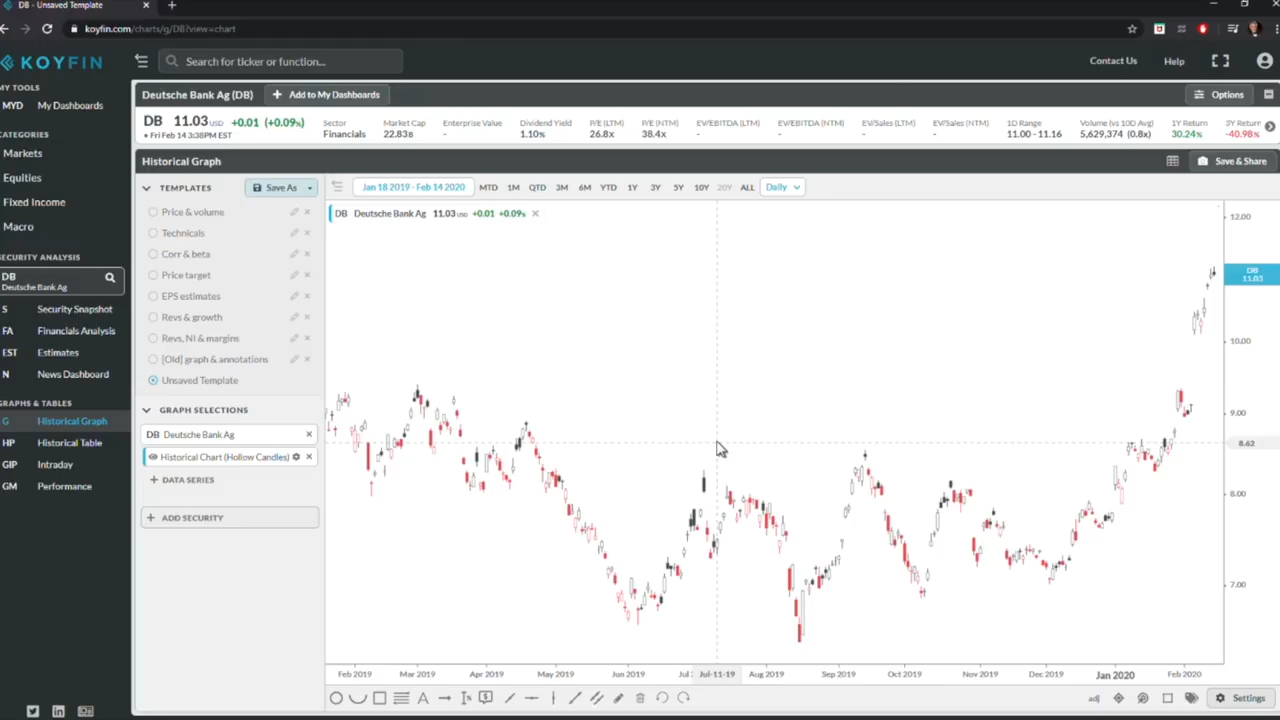 DB - Unsaved Template
koyfin.com/charts/g/DB?view=chart
KOYFIN
Search for ticker or function...
Contact Us
Help
MY TOOLS
MYD My Dashboards
CATEGORIES
Markets
Equities
Fixed Income
Macro
SECURITY ANALYSIS
DB
Deutsche Bank Ag
S Security Snapshot
FA Financials Analysis
EST Estimates
N News Dashboard
GRAPHS & TABLES
G Historical Graph
HP Historical Table
GIP Intraday
GM Performance
Deutsche Bank Ag (DB)
+ Add to My Dashboards
Options
DB 11.03 USD +0.01 (+0.09%)
• Fri Feb 14 3:38PM EST
Sector Market Cap Enterprise Value Dividend Yield P/E (LTM) P/E (NTM) EV/EBITDA (LTM) EV/EBITDA (NTM) EV/Sales (LTM) EV/Sales (NTM) 1D Range Volume (vs 10D Avg) 1Y Return 3Y Return
Financials 22.83B - 1.10% 26.8x 38.4x - - - - 11.00 - 11.16 5,629,374 (0.8x) 30.24% -40.98%
Historical Graph
Save & Share
TEMPLATES
Save As
Jan 18 2019 - Feb 14 2020 MTD 1M QTD 3M 6M YTD 1Y 3Y 5Y 10Y 20Y ALL Daily
Price & volume
Technicals
Corr & beta
Price target
EPS estimates
Revs & growth
Revs, NI & margins
[Old] graph & annotations
Unsaved Template
GRAPH SELECTIONS
DB Deutsche Bank Ag
Historical Chart (Hollow Candles)
+ DATA SERIES
+ ADD SECURITY
DB Deutsche Bank Ag 11.03 USD +0.01 +0.09%
12.00
DB
11.03
10.00
9.00
8.62
8.00
7.00
Feb 2019 Mar 2019 Apr 2019 May 2019 Jun 2019 Jul Jul-11-19 Aug 2019 Sep 2019 Oct 2019 Nov 2019 Dec 2019 Jan 2020 Feb 2020
adj
Settings